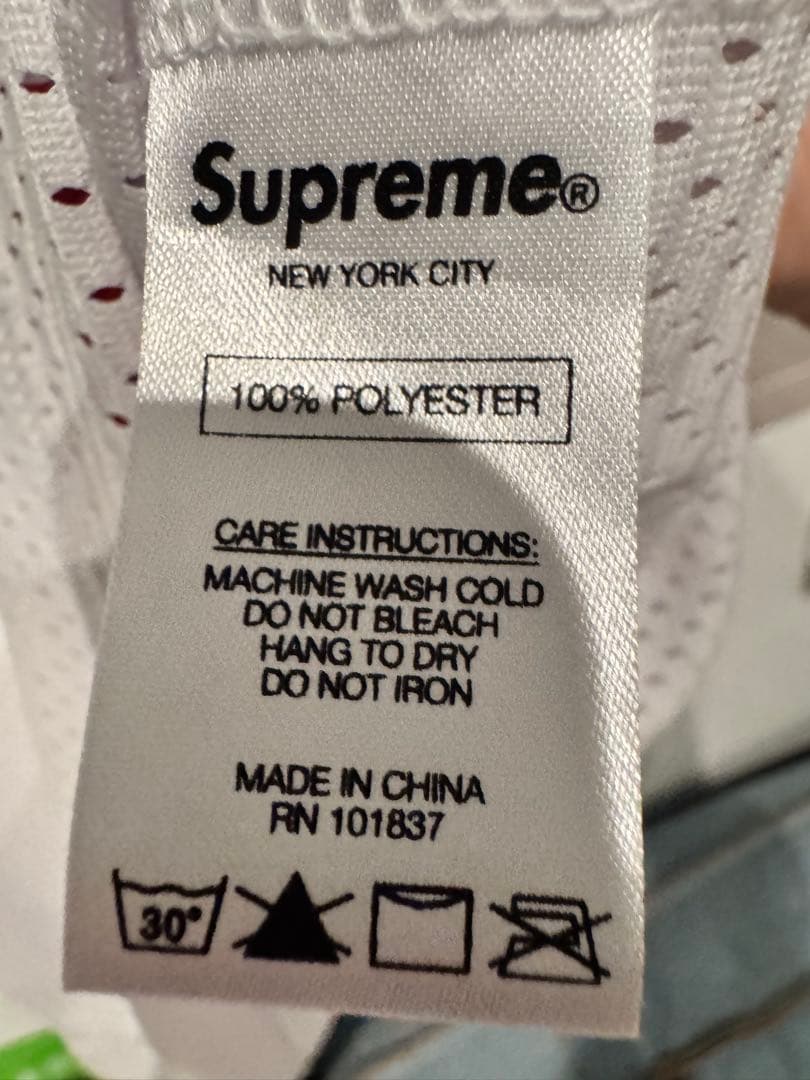 Supreme®
NEW YORK CITY
100% POLYESTER
CARE INSTRUCTIONS:
MACHINE WASH COLD
DO NOT BLEACH
HANG TO DRY
DO NOT IRON
MADE IN CHINA
RN 101837
30°